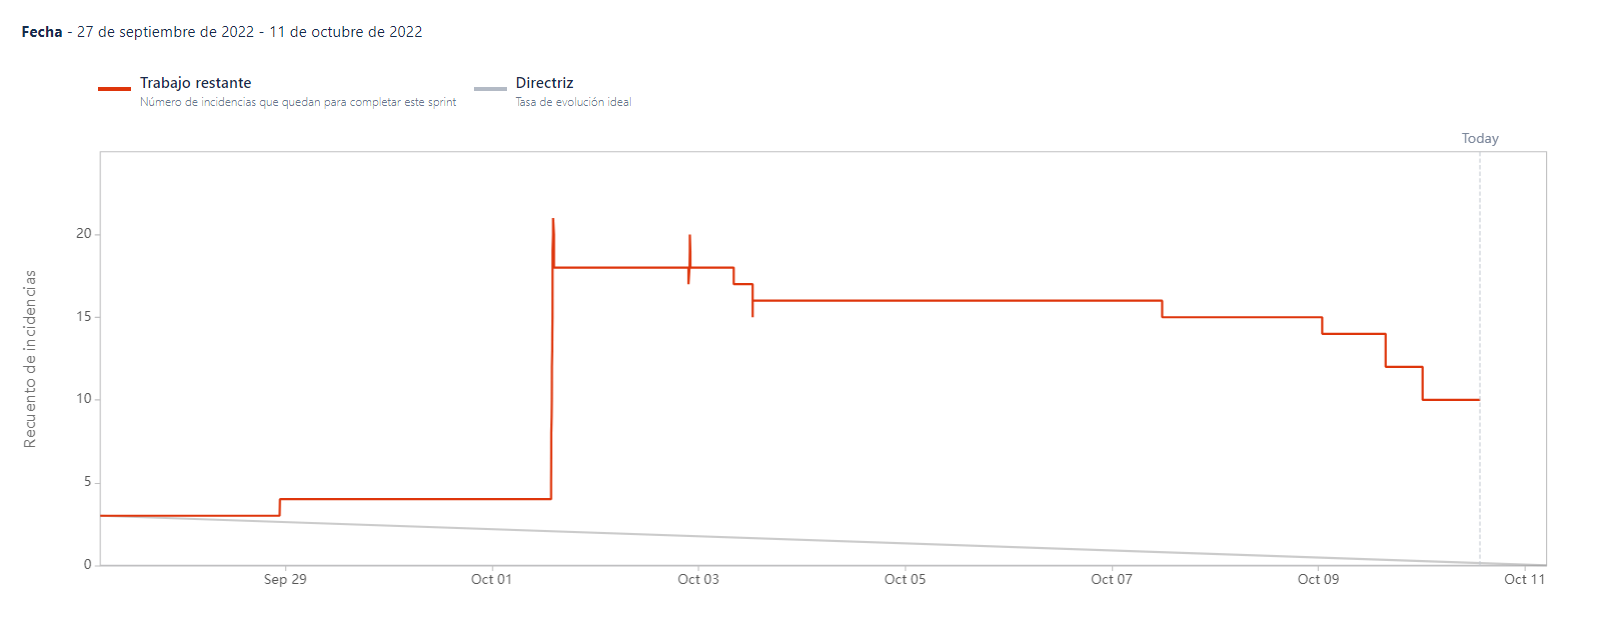 Fecha - 27 de septiembre de 2022 - 11 de octubre de 2022
Trabajo restante
Número de incidencias que quedan para completar este sprint
Directriz
Tasa de evolución ideal
Today
Recuento de incidencias
20
15
10
5
0
Sep 29
Oct 01
Oct 03
Oct 05
Oct 07
Oct 09
Oct 11